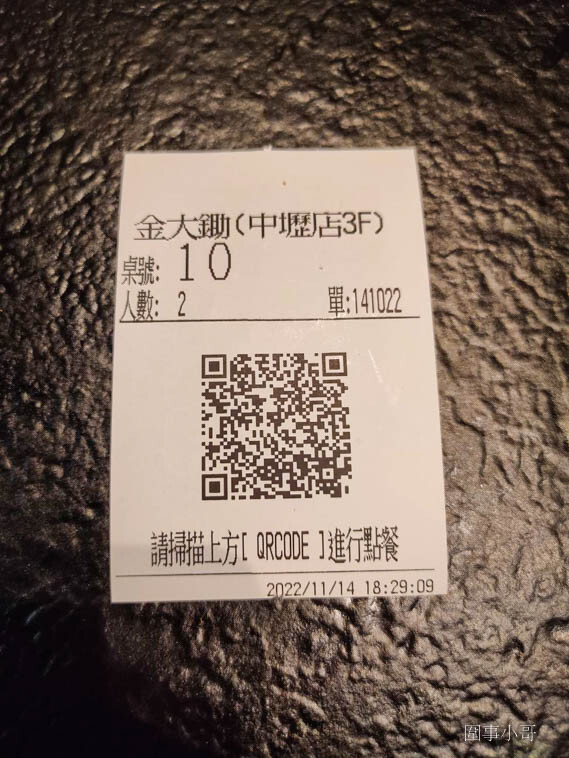 金大鋤(中壢店3F)
桌號: 10
人數: 2 單:141022
請掃描上方[ QRCODE ]進行點餐
2022/11/14 18:29:09
圍事小哥